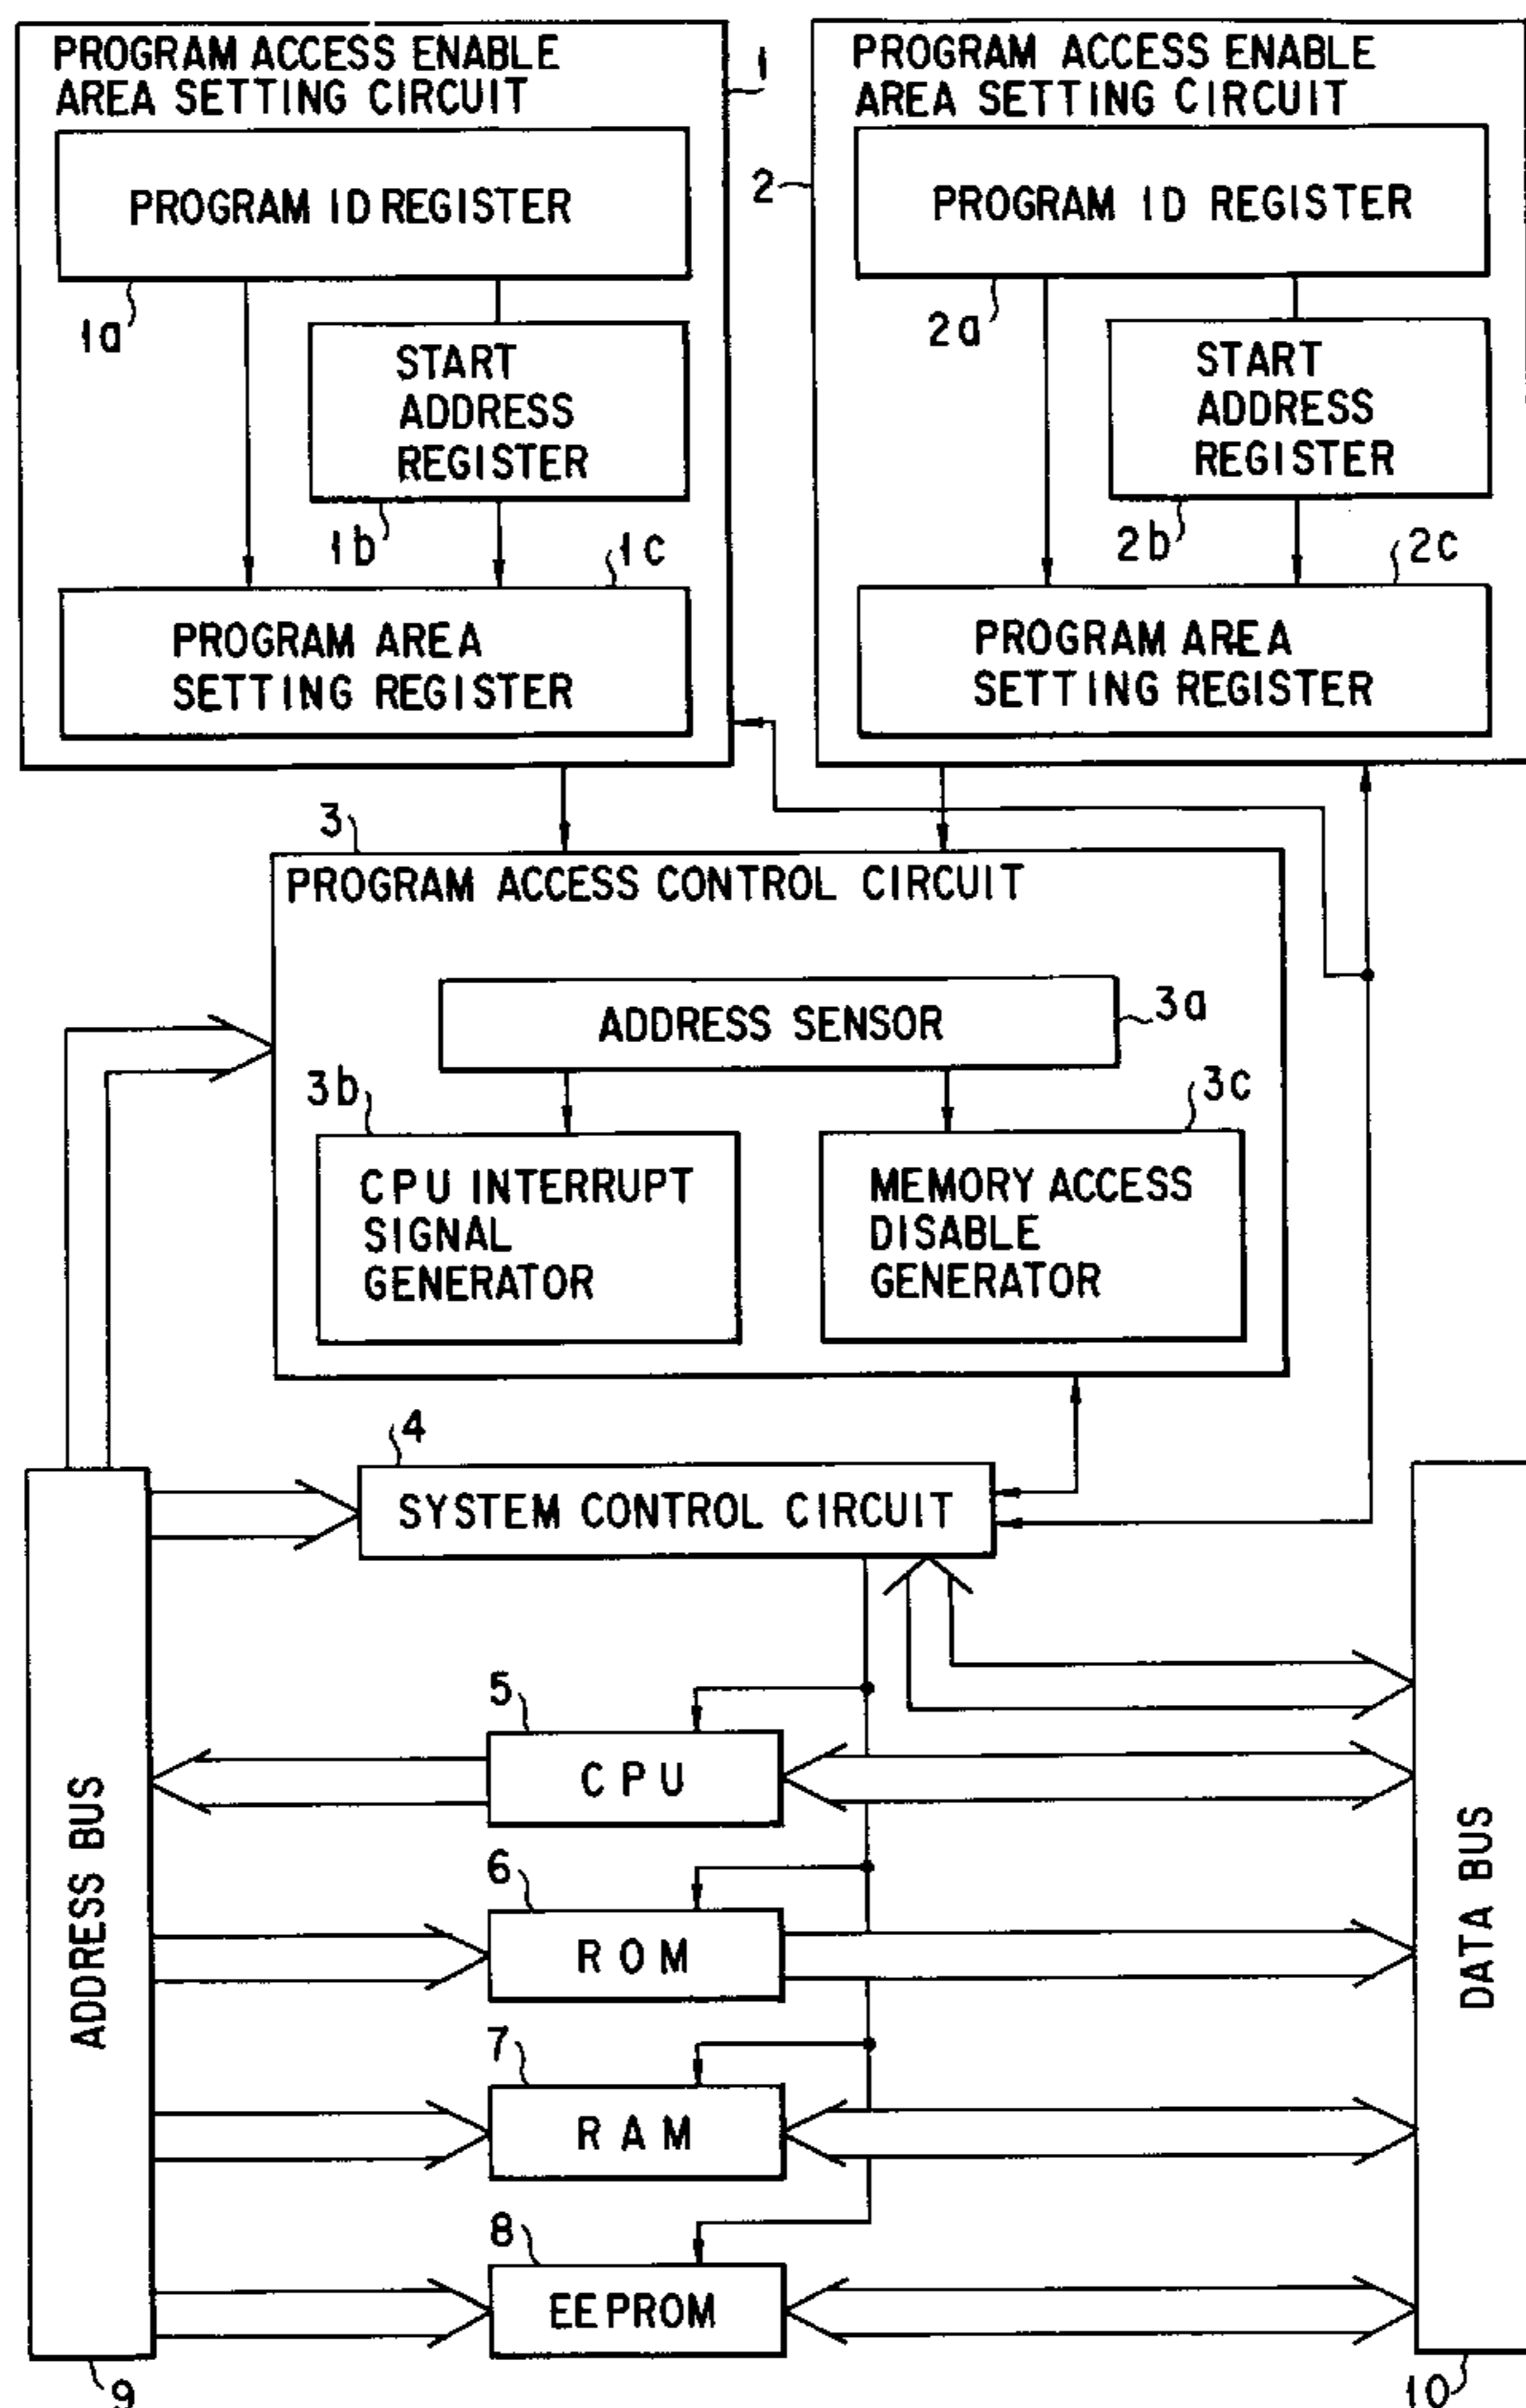 PROGRAM ACCESS ENABLE
AREA SETTING CIRCUIT
1
PROGRAM ID REGISTER
1a
START
ADDRESS
REGISTER
1b
1c
PROGRAM AREA
SETTING REGISTER
PROGRAM ACCESS ENABLE
AREA SETTING CIRCUIT
2
PROGRAM ID REGISTER
2a
START
ADDRESS
REGISTER
2b
2c
PROGRAM AREA
SETTING REGISTER
3
PROGRAM ACCESS CONTROL CIRCUIT
ADDRESS SENSOR
3a
3b
CPU INTERRUPT
SIGNAL
GENERATOR
3c
MEMORY ACCESS
DISABLE
GENERATOR
4
SYSTEM CONTROL CIRCUIT
5
CPU
6
ROM
7
RAM
8
EEPROM
ADDRESS BUS
9
DATA BUS
10